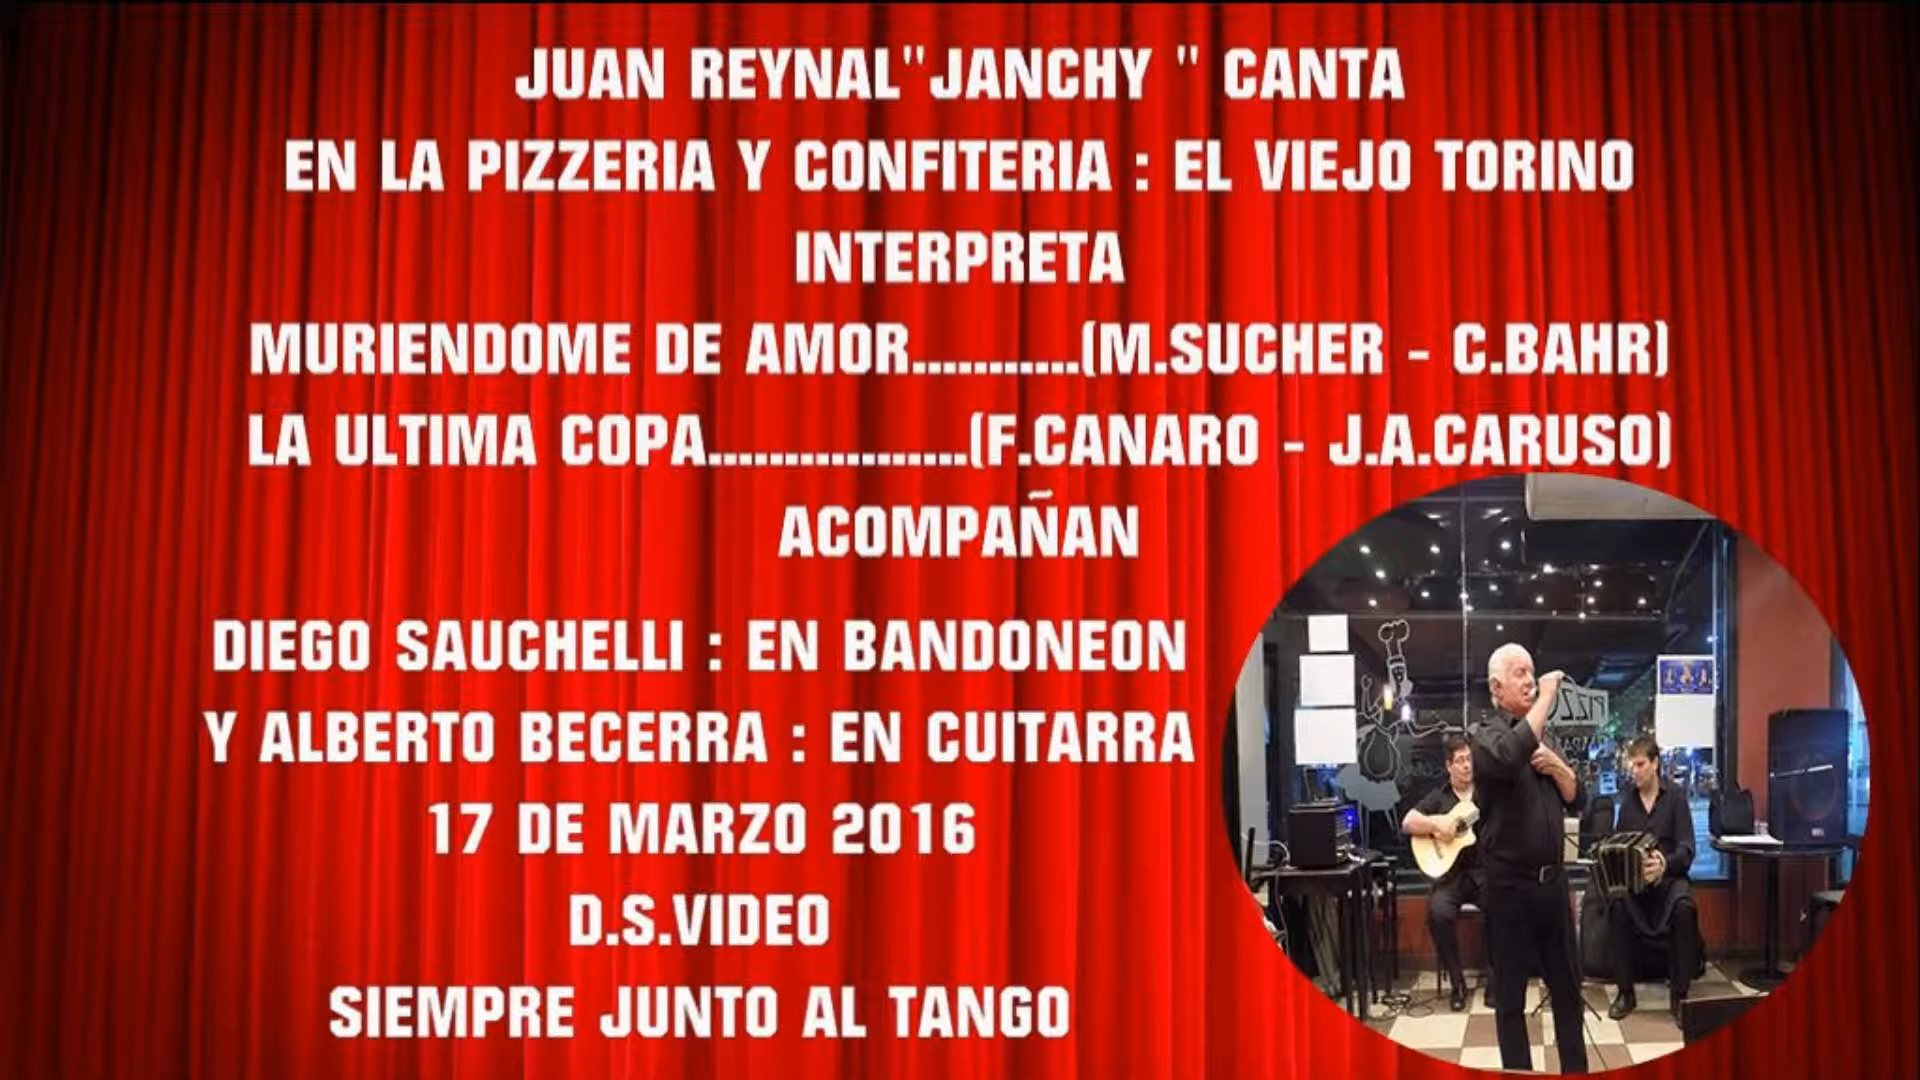 JUAN REYNAL"JANCHY " CANTA
EN LA PIZZERIA Y CONFITERIA : EL VIEJO TORINO
INTERPRETA
MURIENDOME DE AMOR...........(M.SUCHER - C.BAHR)
LA ULTIMA COPA.................(F.CANARO - J.A.CARUSO)
ACOMPAÑAN
DIEGO SAUCHELLI : EN BANDONEON
Y ALBERTO BECERRA : EN CUITARRA
17 DE MARZO 2016
D.S.VIDEO
SIEMPRE JUNTO AL TANGO